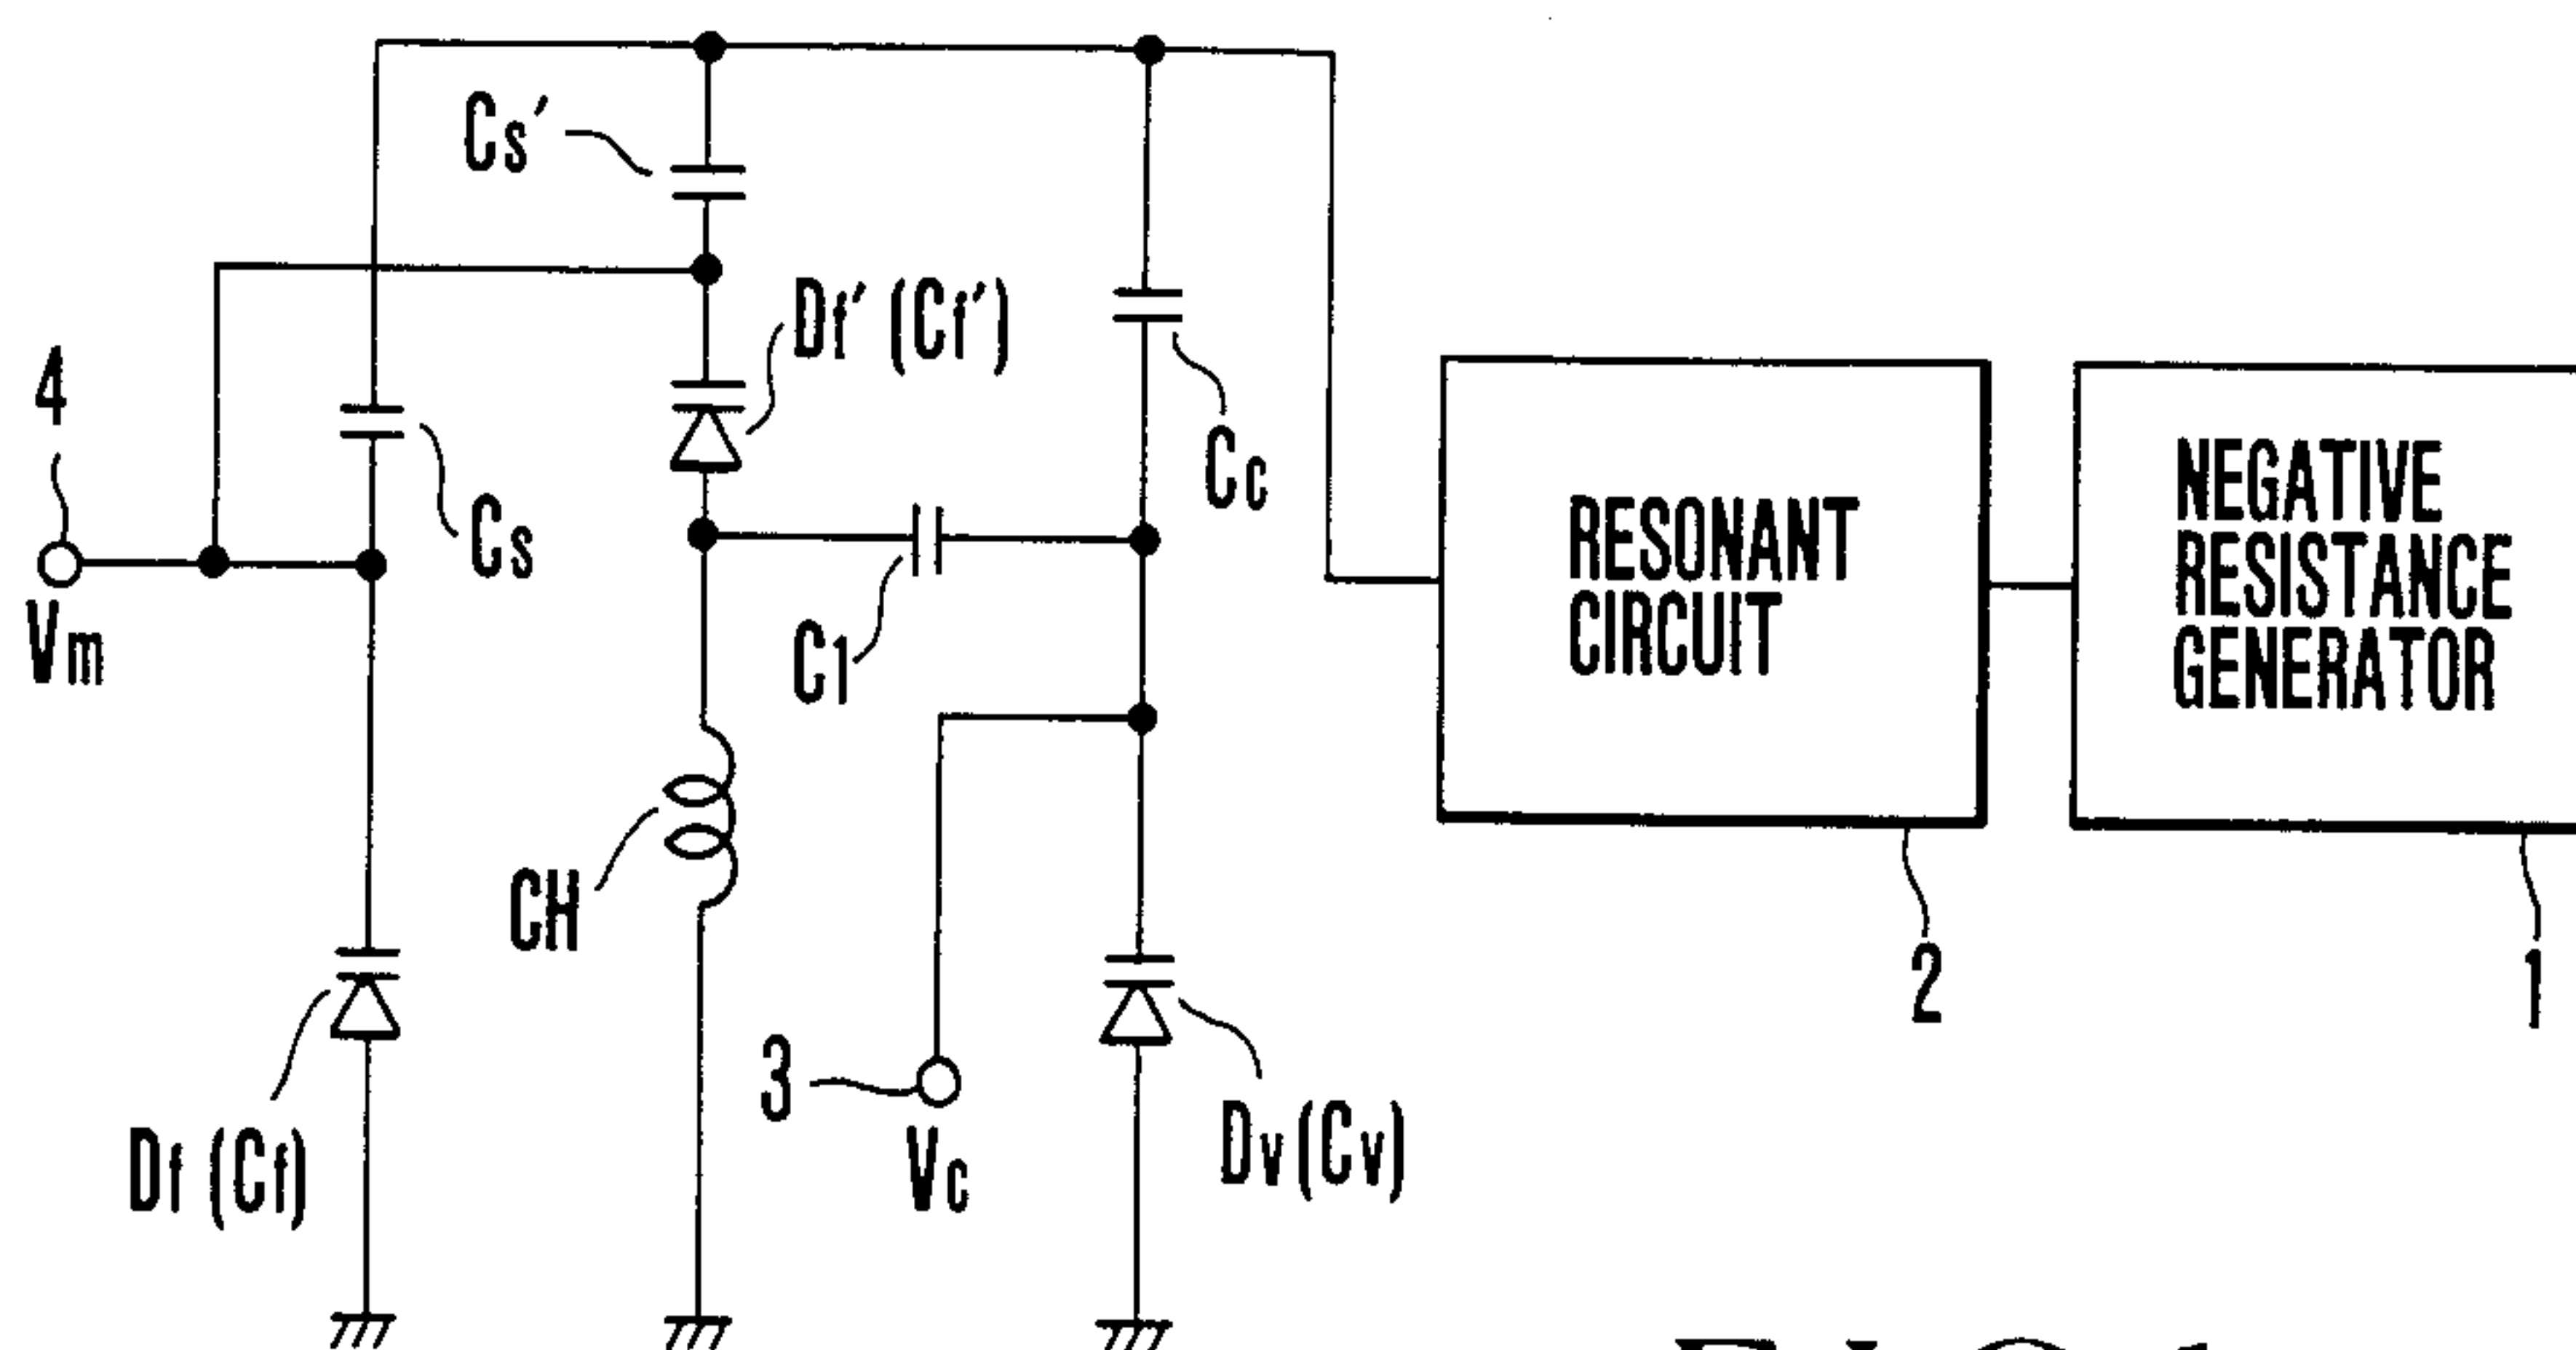 Cs'
Df' (Cf')
4
Cc
Cs
Vm
C1
RESONANT
CIRCUIT
NEGATIVE
RESISTANCE
GENERATOR
CH
2
1
3
Df (Cf)
Vc
Dv (Cv)